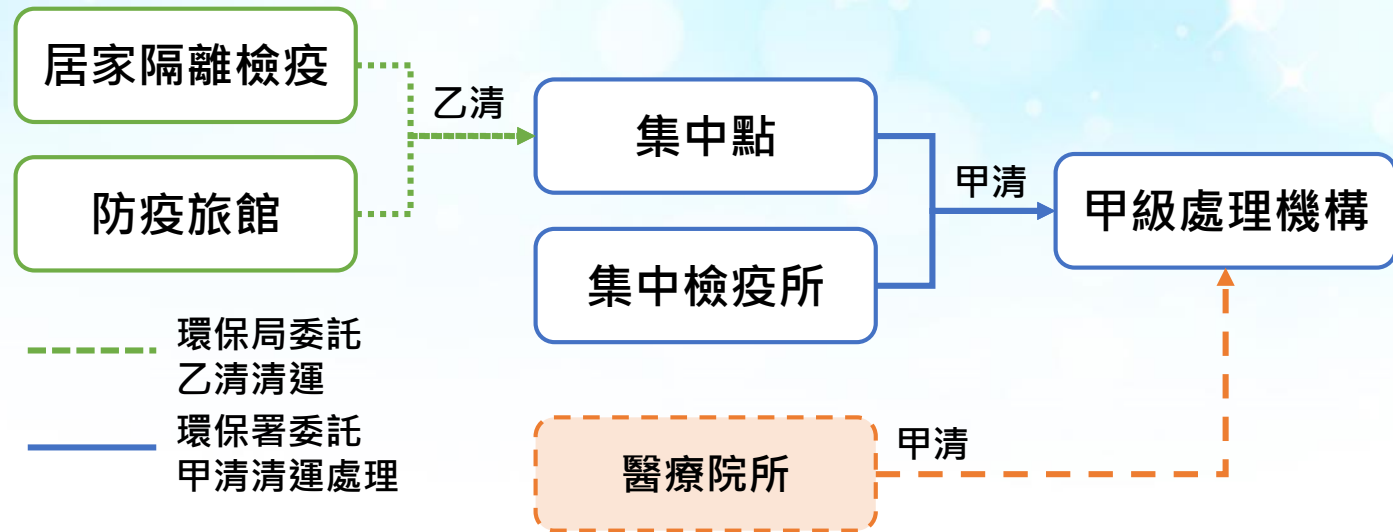 居家隔離檢疫
防疫旅館
乙清
集中點
集中檢疫所
甲清
甲級處理機構
環保局委託
乙清清運
環保署委託
甲清清運處理
醫療院所
甲清